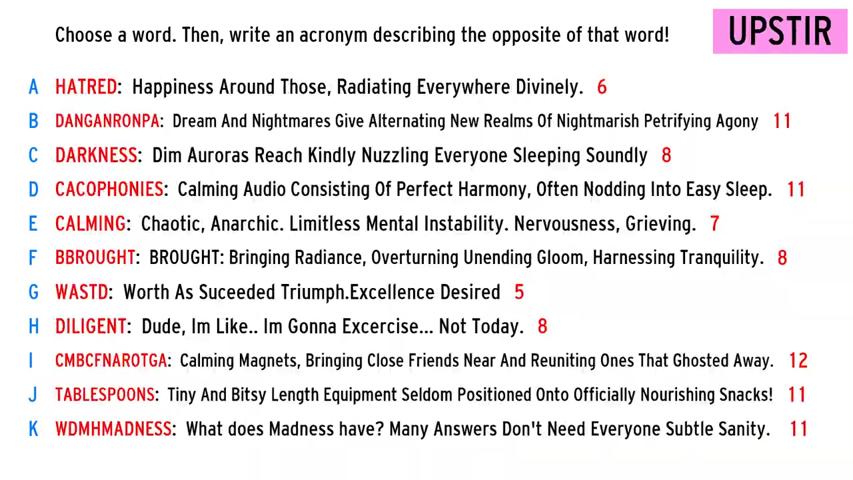 Choose a word. Then, write an acronym describing the opposite of that word!
UPSTIR
A HATRED: Happiness Around Those, Radiating Everywhere Divinely. 6
B DANGANRONPA: Dream And Nightmares Give Alternating New Realms Of Nightmarish Petrifying Agony 11
C DARKNESS: Dim Auroras Reach Kindly Nuzzling Everyone Sleeping Soundly 8
D CACOPHONIES: Calming Audio Consisting Of Perfect Harmony, Often Nodding Into Easy Sleep. 11
E CALMING: Chaotic, Anarchic. Limitless Mental Instability. Nervousness, Grieving. 7
F BBROUGHT: BROUGHT: Bringing Radiance, Overturning Unending Gloom, Harnessing Tranquility. 8
G WASTD: Worth As Suceeded Triumph.Excellence Desired 5
H DILIGENT: Dude, Im Like.. Im Gonna Excercise... Not Today. 8
I CMBCFNAROTGA: Calming Magnets, Bringing Close Friends Near And Reuniting Ones That Ghosted Away. 12
J TABLESPOONS: Tiny And Bitsy Length Equipment Seldom Positioned Onto Officially Nourishing Snacks! 11
K WDMHMADNESS: What does Madness have? Many Answers Don't Need Everyone Subtle Sanity. 11